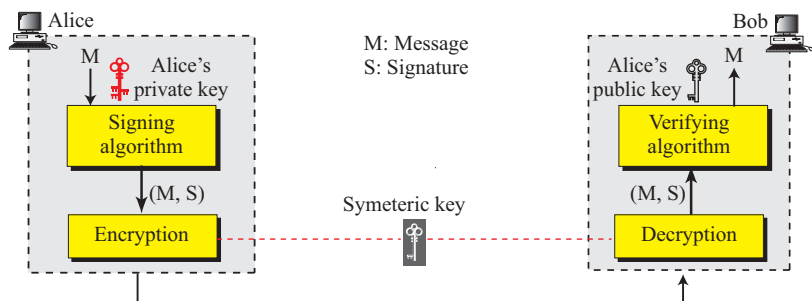 Alice
M
Alice's
private key
Signing
algorithm
(M, S)
Encryption
M: Message
S: Signature
Symeteric key
Bob
Alice's
public key
M
Verifying
algorithm
(M, S)
Decryption